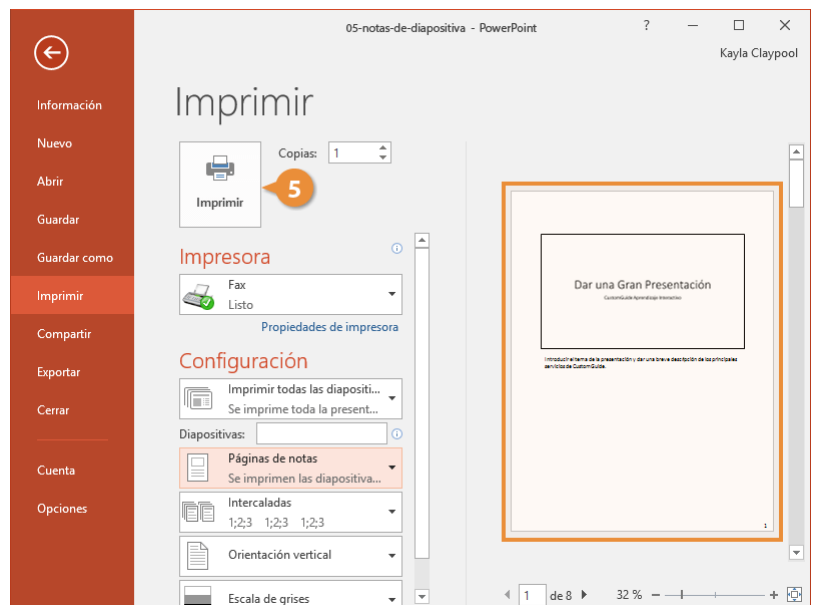 05-notas-de-diapositiva - PowerPoint
?
Kayla Claypool
Información
Nuevo
Abrir
Guardar
Guardar como
Imprimir
Compartir
Exportar
Cerrar
Cuenta
Opciones
Imprimir
Imprimir
Copias: 1
5
Impresora
Fax
Listo
Propiedades de impresora
Configuración
Imprimir todas las diapositi...
Se imprime toda la present...
Diapositivas:
Páginas de notas
Se imprimen las diapositiva...
Intercaladas
1;2;3 1;2;3 1;2;3
Orientación vertical
Escala de grises
Dar una Gran Presentación
CustomGuide Aprendizaje Interactivo
Introducir el tema de la presentación y dar una breve descripción de los principales
servicios de CustomGuide.
1
1 de 8
32 %